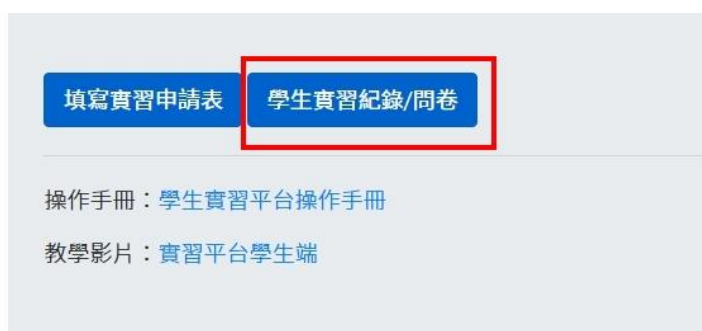 填寫實習申請表 學生實習紀錄/問卷
操作手冊：學生實習平台操作手冊
教學影片：實習平台學生端